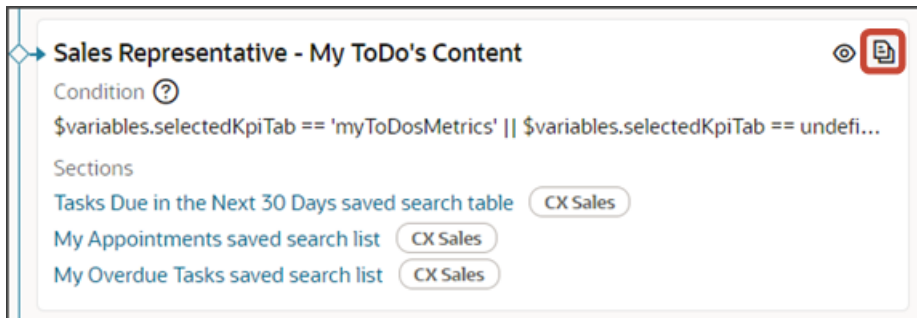 Sales Representative - My ToDo's Content
Condition ?
$variables.selectedKpiTab == 'myToDosMetrics' || $variables.selectedKpiTab == undefi...
Sections
Tasks Due in the Next 30 Days saved search table CX Sales
My Appointments saved search list CX Sales
My Overdue Tasks saved search list CX Sales